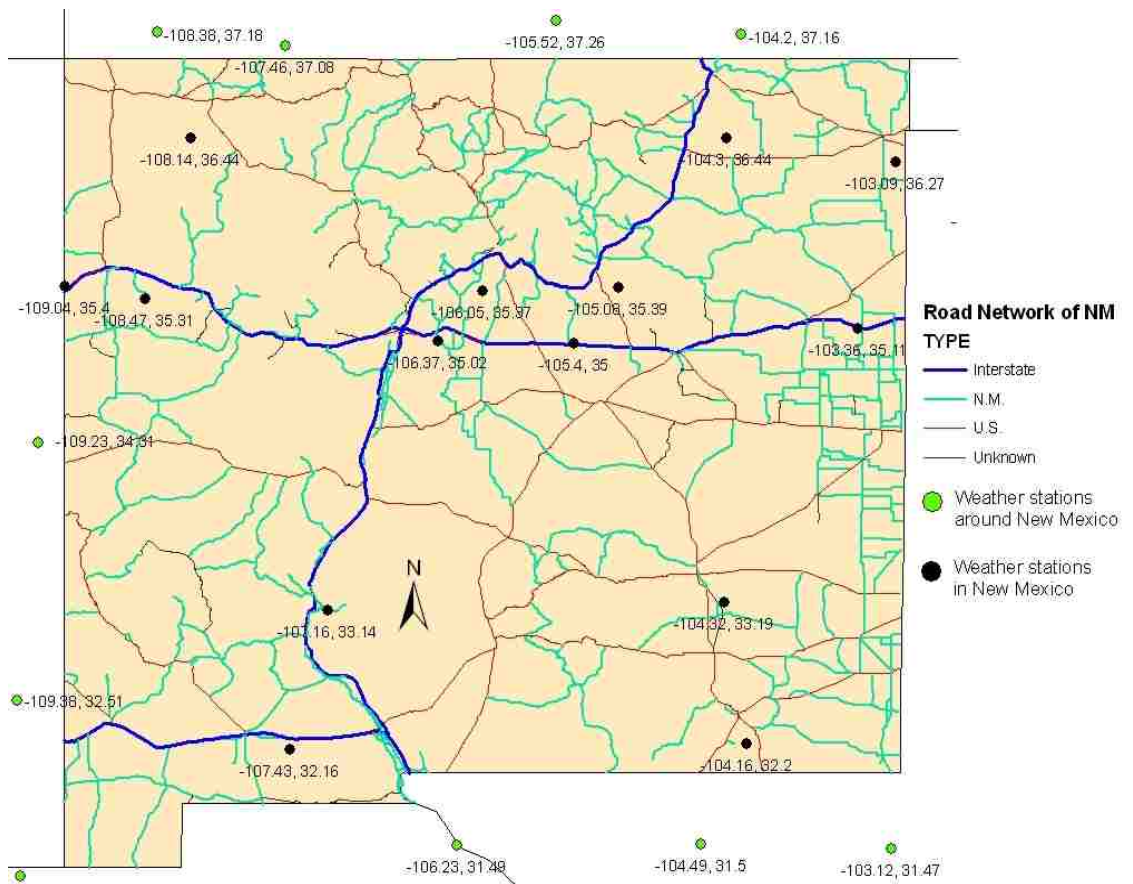 -108.38, 37.18
-107.46, 37.08
-105.52, 37.26
-104.2, 37.16
-108.14, 36.44
-104.3, 36.44
-103.09, 36.27
-109.04, 35.4
-108.47, 35.31
-106.05, 35.37
-105.08, 35.39
-106.37, 35.02
-105.4, 35
-103.36, 35.11
Road Network of NM
TYPE
Interstate
N.M.
U.S.
Unknown
Weather stations
around New Mexico
Weather stations
in New Mexico
-109.23, 34.31
N
-107.16, 33.14
-104.32, 33.19
-109.38, 32.51
-107.43, 32.16
-104.16, 32.2
-106.23, 31.49
-104.49, 31.5
-103.12, 31.47